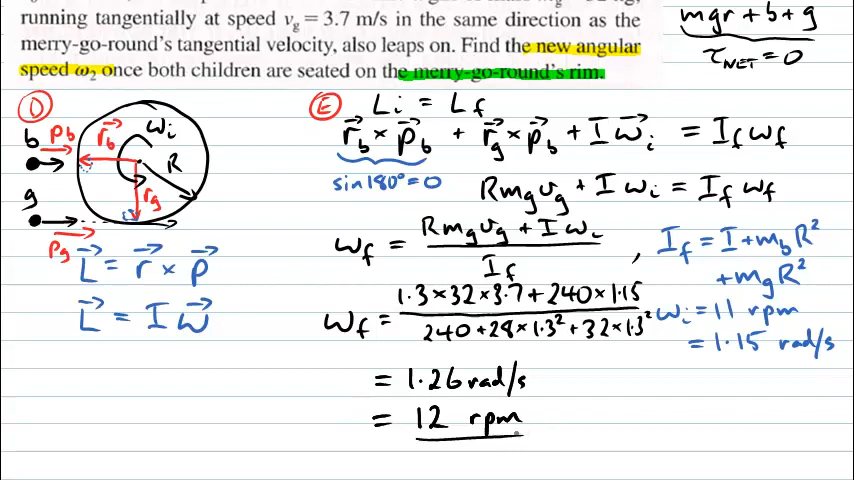 running tangentially at speed v_g = 3.7 m/s in the same direction as the
merry-go-round's tangential velocity, also leaps on. Find the new angular
speed ω₂ once both children are seated on the merry-go-round's rim.
mgr + b + g
τ_NET = 0
D
b
p_b
r_b
ω_i
R
g
r_g
p_g
L = r × p
L = I ω
E
L_i = L_f
r_b × p_b + r_g × p_b + I ω_i = I_f ω_f
sin180° = 0
R m_g v_g + I ω_i = I_f ω_f
ω_f = (R m_g v_g + I ω_i) / I_f , I_f = I + m_b R²
+ m_g R²
ω_f = (1.3 × 32 × 3.7 + 240 × 1.15) / (240 + 28 × 1.3² + 32 × 1.3²)
ω_i = 11 rpm
= 1.15 rad/s
= 1.26 rad/s
= 12 rpm